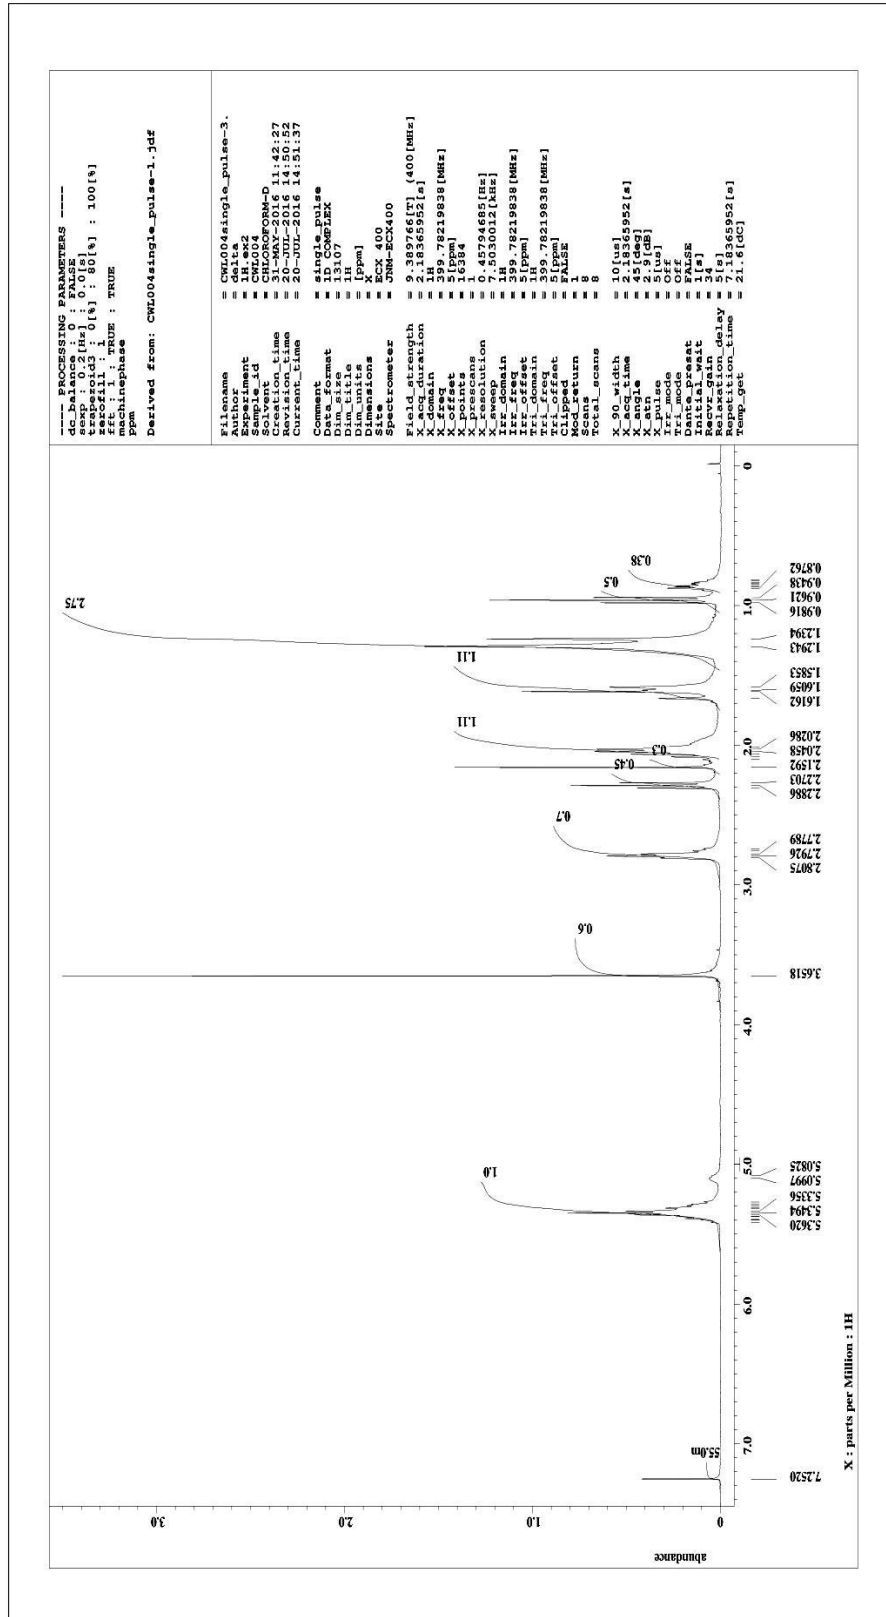 ---- PROCESSING PARAMETERS ----
dc_balance : 0 : FALSE
sexp : 0.2[Hz] : 0.0[s]
trapezoid3 : 0[%] : 80[%] : 100[%]
zerofill : 1
fft : 1 : TRUE : TRUE
machinephase
ppm
Derived from: CWL004single_pulse-1.jdf
Filename = CWL004single_pulse-3.
Author = delta
Experiment = 1H.ex2
Sample_id = CWL004
Solvent = CHLOROFORM-D
Creation_time = 31-MAY-2016 11:42:27
Revision_time = 20-JUL-2016 14:50:52
Current_time = 20-JUL-2016 14:51:37
Comment = single_pulse
Data_format = 1D COMPLEX
Dim_size = 13107
Dim_title = 1H
Dim_units = [ppm]
Dimensions = X
Site = ECX 400
Spectrometer = JNM-ECX400
Field_strength = 9.389766[T] (400[MHz]
X_acq_duration = 2.18365952[s]
X_domain = 1H
X_freq = 399.78219838[MHz]
X_offset = 5[ppm]
X_points = 16384
X_prescans = 1
X_resolution = 0.45794685[Hz]
X_sweep = 7.5030012[kHz]
Irr_domain = 1H
Irr_freq = 399.78219838[MHz]
Irr_offset = 5[ppm]
Tri_domain = 1H
Tri_freq = 399.78219838[MHz]
Tri_offset = 5[ppm]
Clipped = FALSE
Mod_return = 1
Scans = 8
Total_scans = 8
X_90_width = 10[us]
X_acq_time = 2.18365952[s]
X_angle = 45[deg]
X_atn = 2.9[dB]
X_pulse = 5[us]
Irr_mode = Off
Tri_mode = Off
Dante_presat = FALSE
Initial_wait = 1[s]
Recvr_gain = 34
Relaxation_delay = 5[s]
Repetition_time = 7.18365952[s]
Temp_get = 21.6[dC]
abundance
0
1.0
2.0
3.0
55.0m
1.0
0.6
0.7
0.45
0.3
1.11
1.11
2.75
0.5
0.38
7.0
6.0
5.0
4.0
3.0
2.0
1.0
0
7.2520
5.3620
5.3494
5.3356
5.0997
5.0825
3.6518
2.8075
2.7926
2.7789
2.2886
2.2703
2.1592
2.0458
2.0286
1.6162
1.6059
1.5853
1.2943
1.2394
0.9816
0.9621
0.9438
0.8762
X : parts per Million : 1H